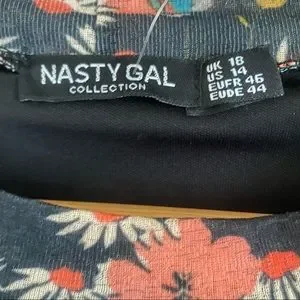 NASTY GAL
COLLECTION
UK 18
US 14
EUFR 46
EUDE 44